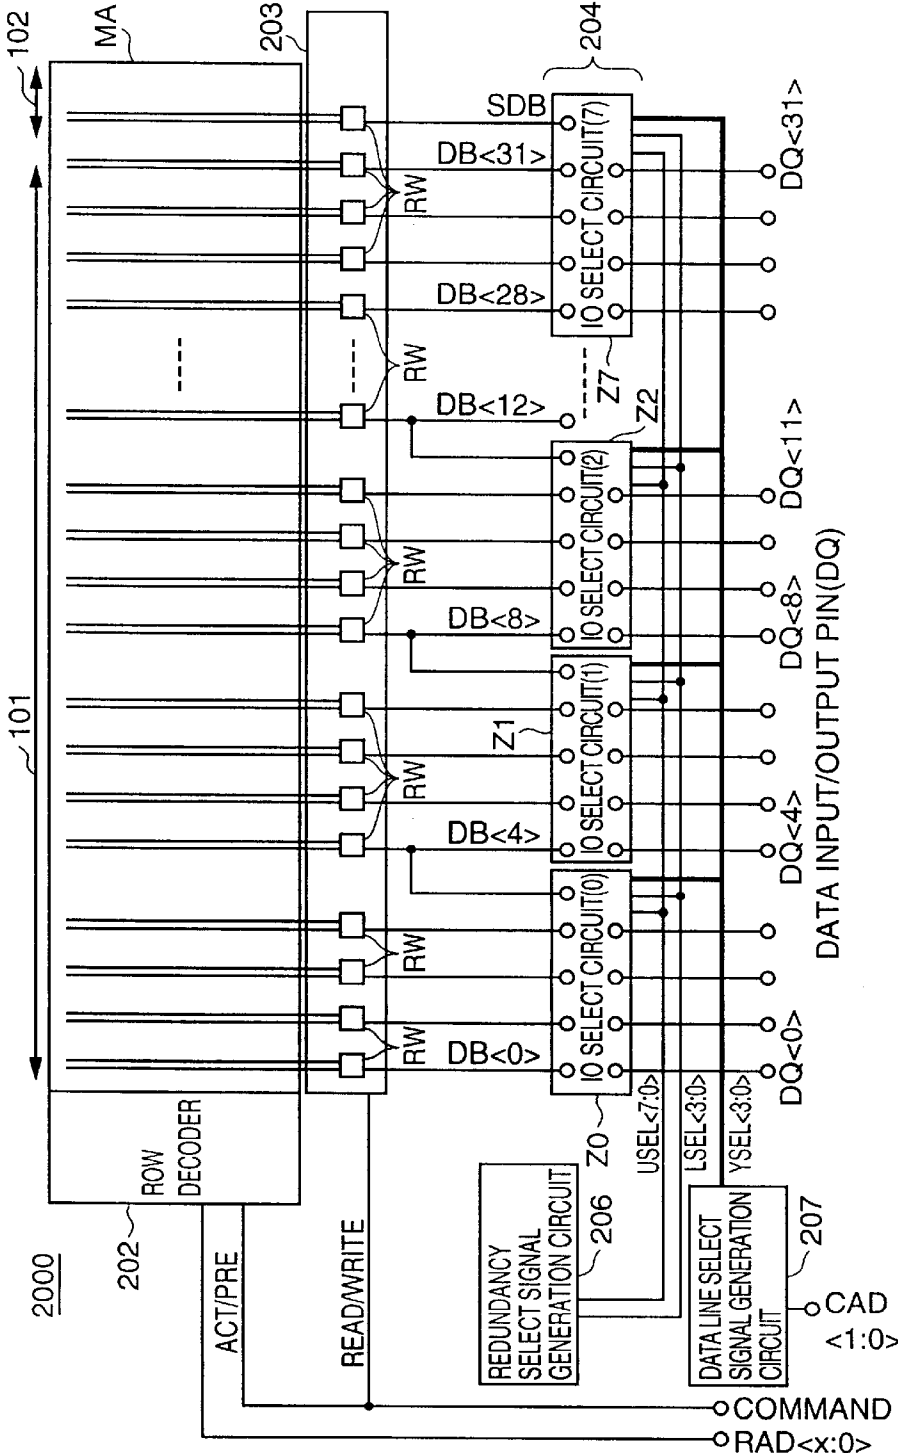 2000
102
MA
203
204
101
SDB
DB<31>
DB<28>
DB<12>
DB<8>
DB<4>
DB<0>
RW
RW
RW
RW
RW
RW
IO SELECT CIRCUIT(7)
IO SELECT CIRCUIT(2)
IO SELECT CIRCUIT(1)
IO SELECT CIRCUIT(0)
Z7
Z2
Z1
Z0
DQ<31>
DQ<11>
DQ<8>
DQ<4>
DQ<0>
DATA INPUT/OUTPUT PIN(DQ)
USEL<7:0>
LSEL<3:0>
YSEL<3:0>
ROW
DECODER
202
ACT/PRE
READ/WRITE
REDUNDANCY
SELECT SIGNAL
GENERATION CIRCUIT
206
DATA LINE SELECT
SIGNAL GENERATION
CIRCUIT
207
CAD
<1:0>
COMMAND
RAD<x:0>